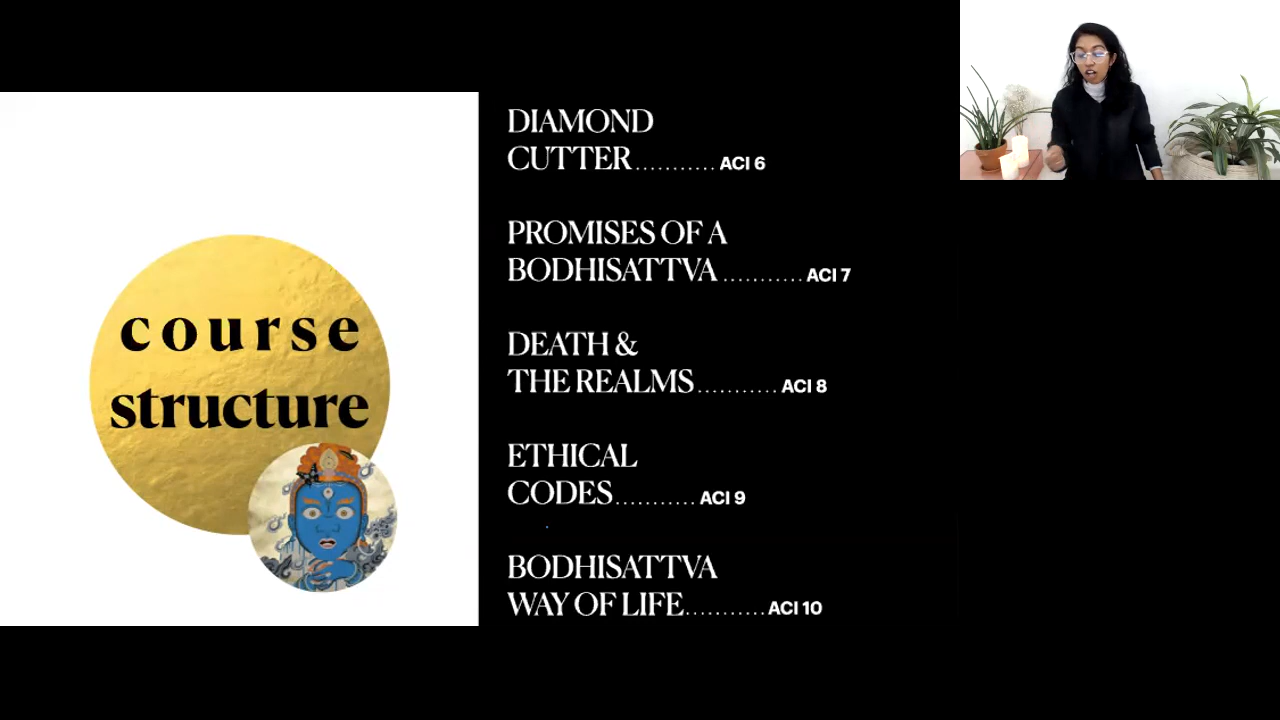 course
structure
DIAMOND
CUTTER...........ACI 6
PROMISES OF A
BODHISATTVA...........ACI 7
DEATH &
THE REALMS...........ACI 8
ETHICAL
CODES...........ACI 9
BODHISATTVA
WAY OF LIFE...........ACI 10